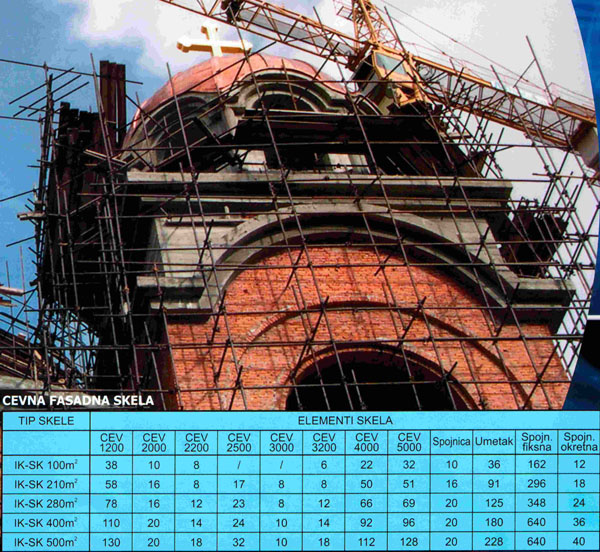 CEVNA FASADNA SKELA
TIP SKELE ELEMENTI SKELA
CEV 1200 CEV 2000 CEV 2200 CEV 2500 CEV 3000 CEV 3200 CEV 4000 CEV 5000 Spojnica Umetak Spojn. fiksna Spojn. okretna
IK-SK 100m² 38 10 8 / / 6 22 32 10 36 162 12
IK-SK 210m² 58 16 8 17 8 8 50 51 16 91 296 18
IK-SK 280m² 78 16 12 23 8 12 66 69 20 125 348 24
IK-SK 400m² 110 20 14 24 10 14 92 96 20 180 640 36
IK-SK 500m² 130 20 18 32 10 18 112 128 20 228 640 40